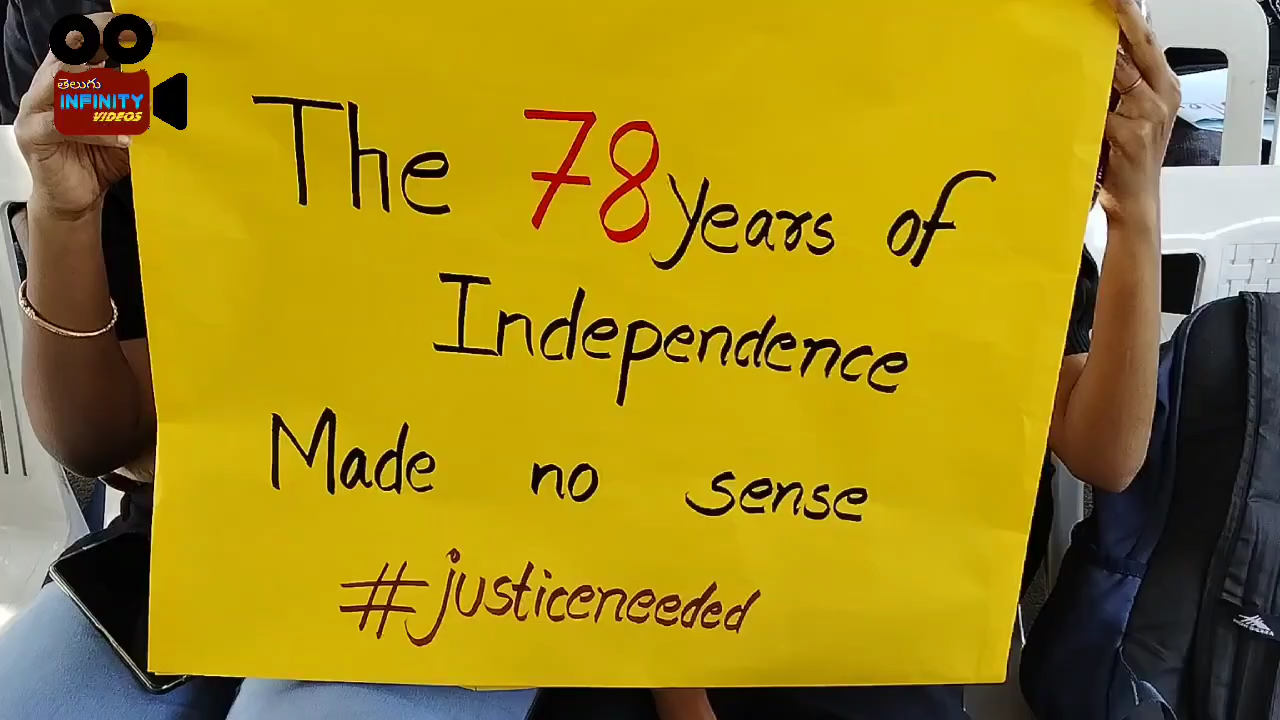 తెలుగు
INFINITY
VIDEOS
The 78 years of
Independence
Made no sense
#justiceneeded